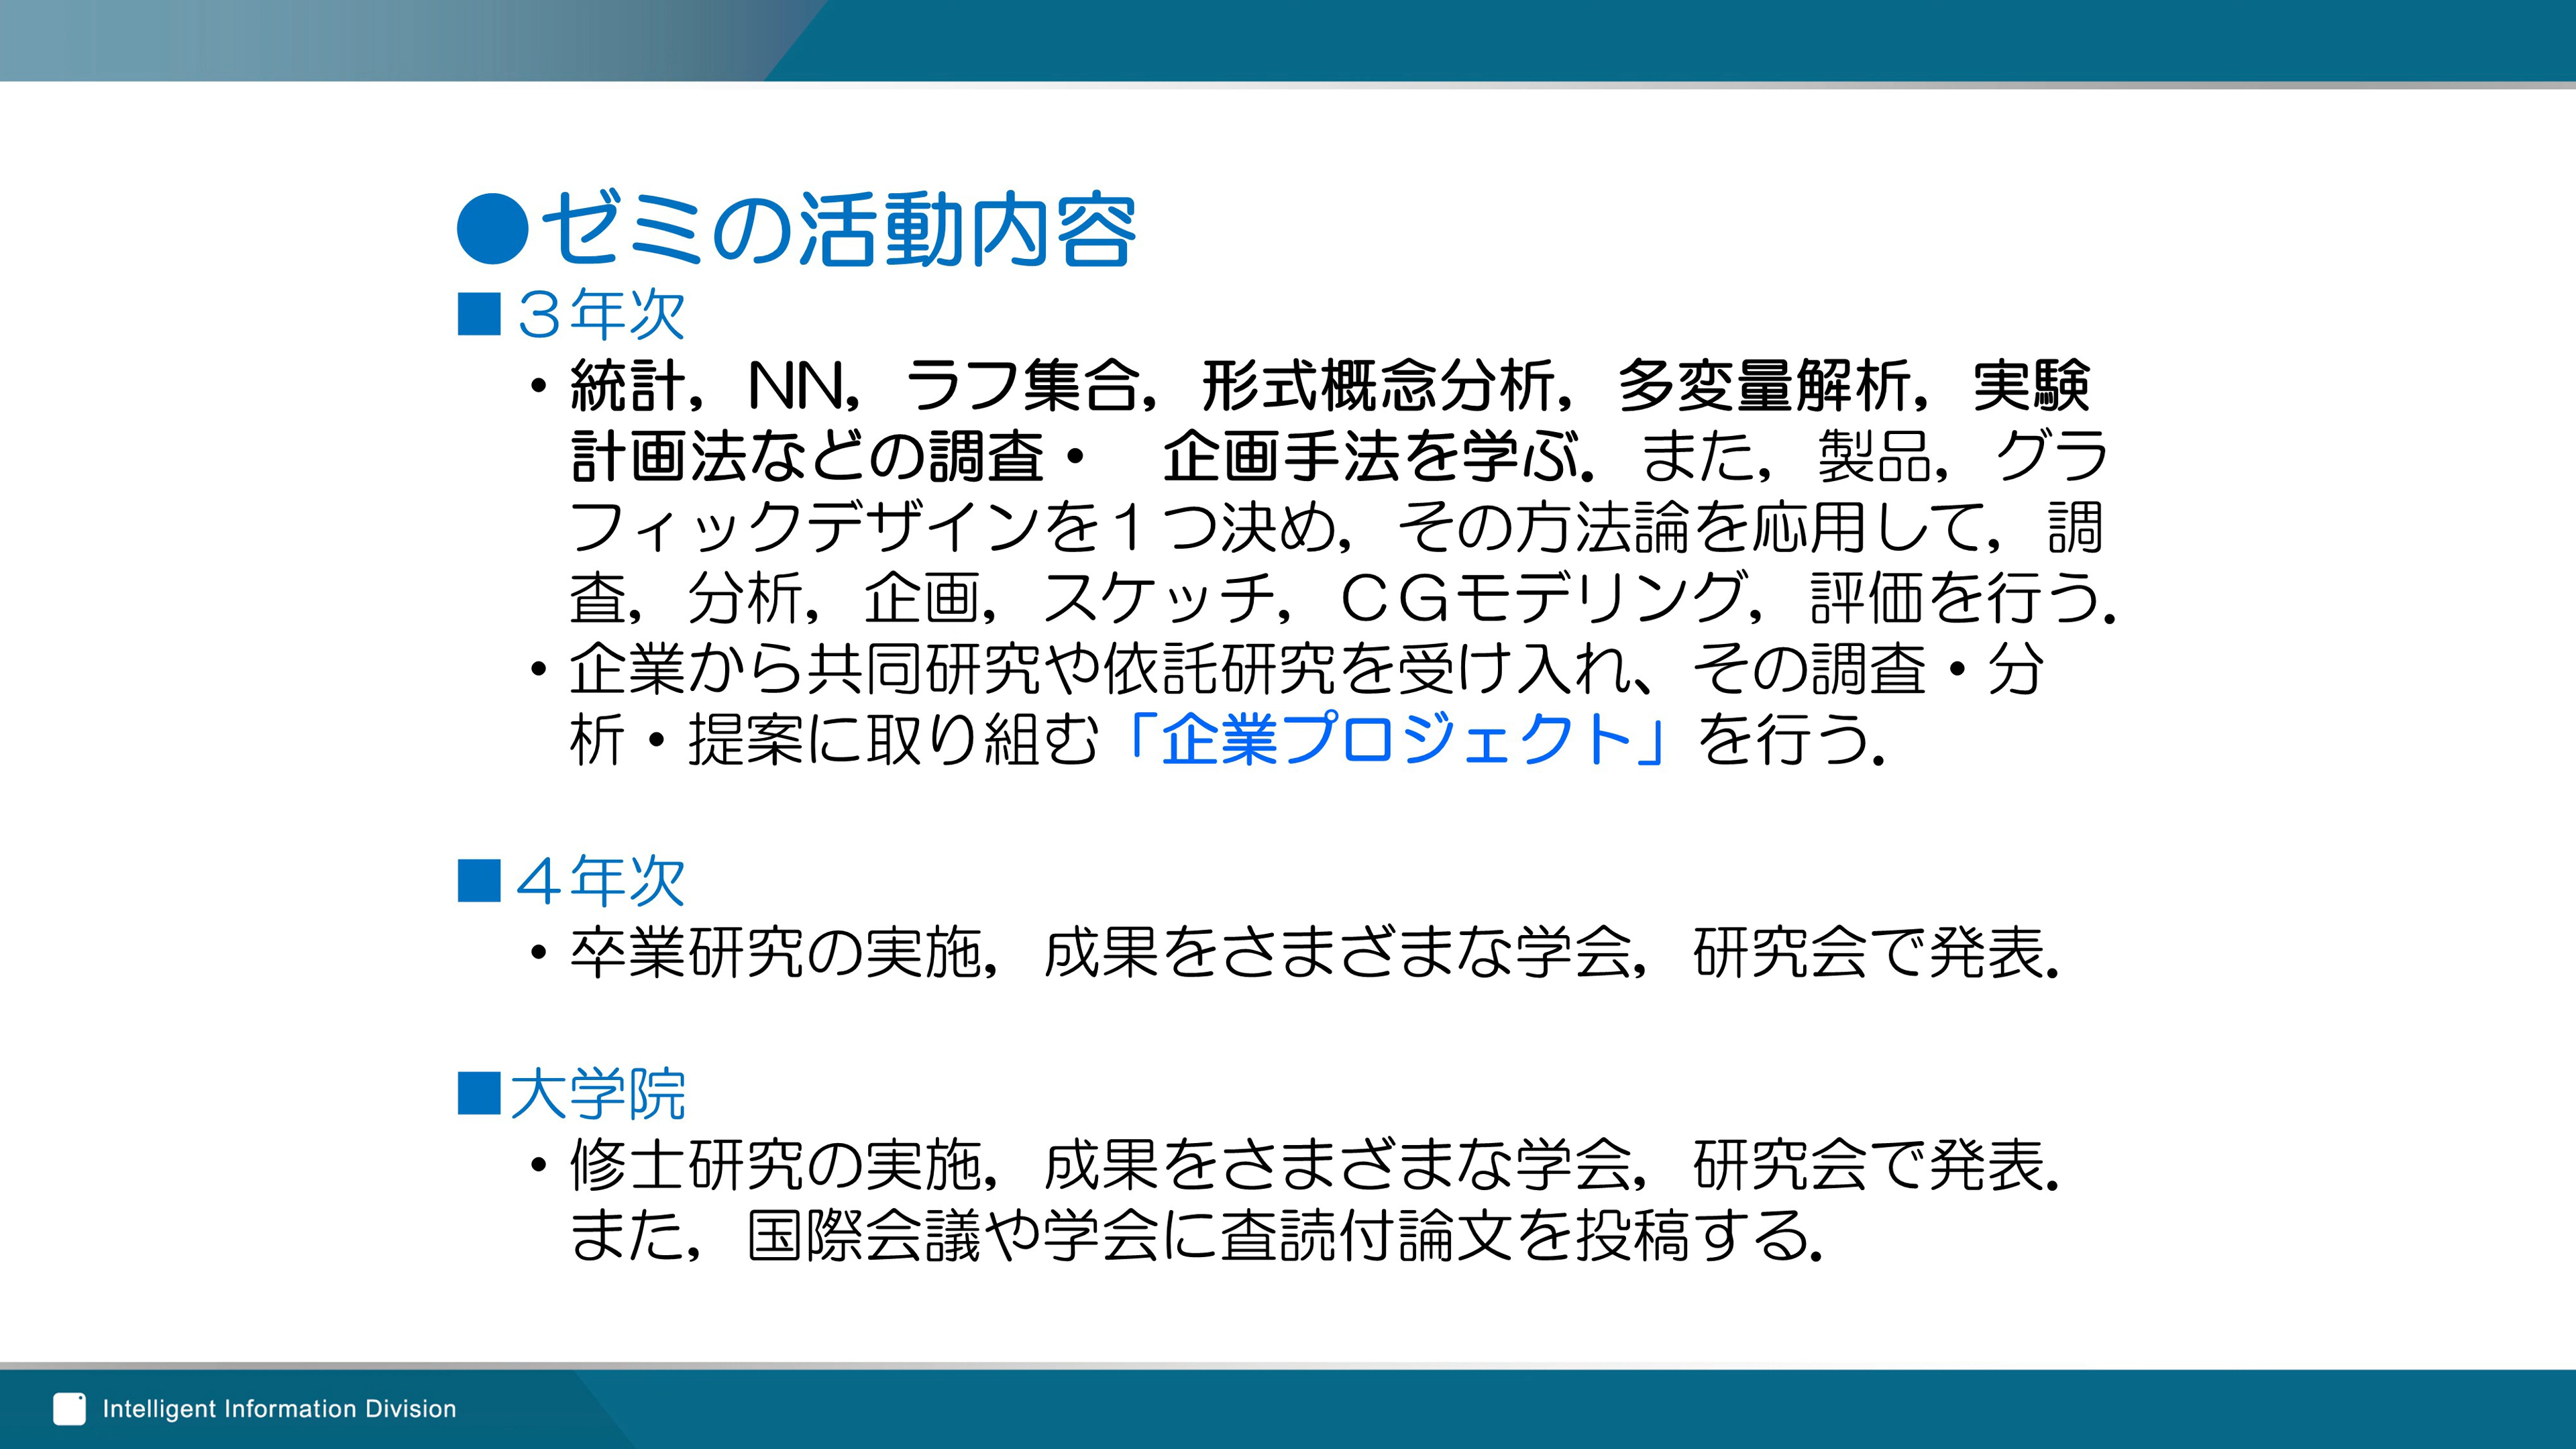 ●ゼミの活動内容
■３年次
・統計，NN，ラフ集合，形式概念分析，多変量解析，実験
計画法などの調査・　企画手法を学ぶ．また，製品，グラ
フィックデザインを１つ決め，その方法論を応用して，調
査，分析，企画，スケッチ，ＣＧモデリング，評価を行う．
・企業から共同研究や依託研究を受け入れ、その調査・分
析・提案に取り組む「企業プロジェクト」を行う．
■４年次
・卒業研究の実施，成果をさまざまな学会，研究会で発表．
■大学院
・修士研究の実施，成果をさまざまな学会，研究会で発表．
また，国際会議や学会に査読付論文を投稿する．
Intelligent Information Division